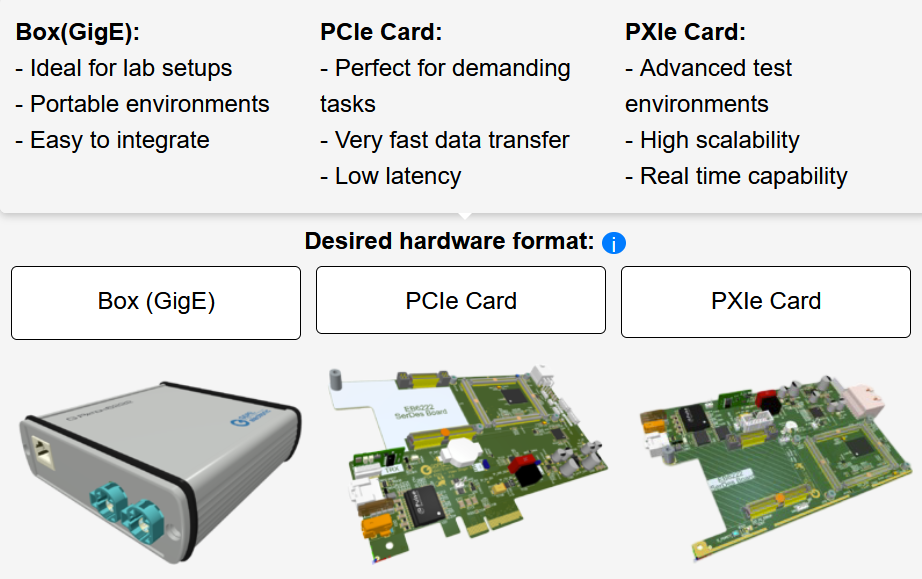 Box(GigE):
- Ideal for lab setups
- Portable environments
- Easy to integrate
PCIe Card:
- Perfect for demanding
tasks
- Very fast data transfer
- Low latency
PXIe Card:
- Advanced test
environments
- High scalability
- Real time capability
Desired hardware format: i
Box (GigE)
PCIe Card
PXIe Card
EB6222
SerDes Board
SerDes Board